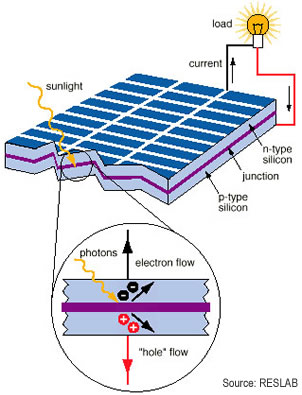 load
current
sunlight
n-type
silicon
junction
p-type
silicon
photons
electron flow
"hole" flow
Source: RESLAB